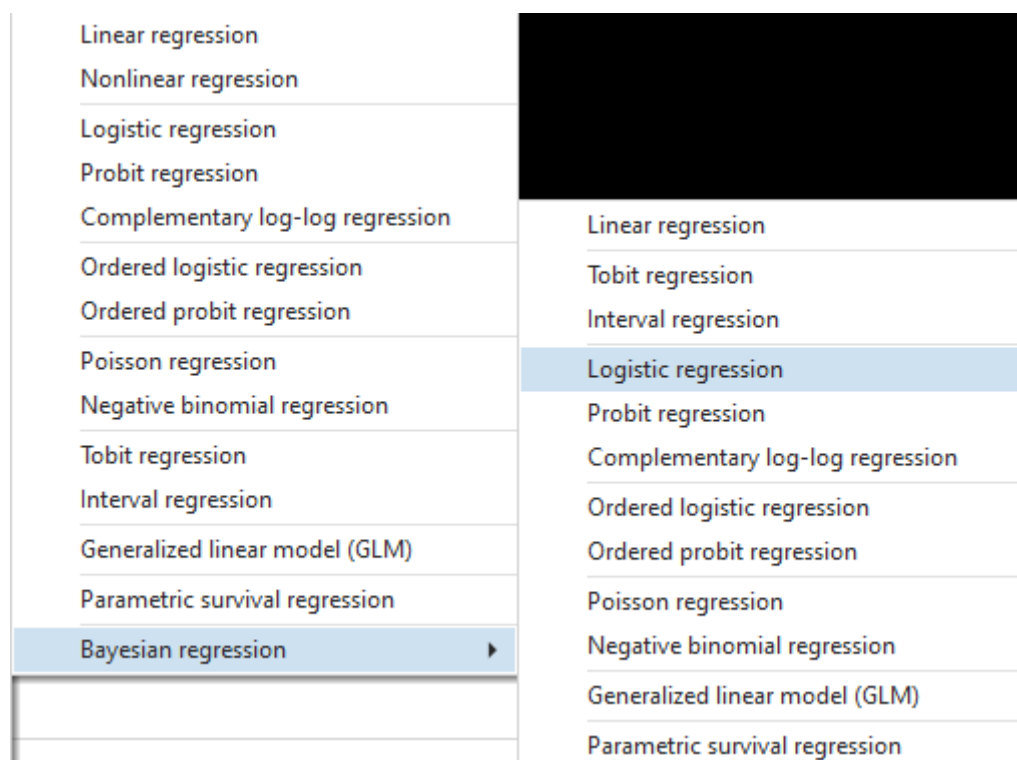 Linear regression
Nonlinear regression
Logistic regression
Probit regression
Complementary log-log regression
Ordered logistic regression
Ordered probit regression
Poisson regression
Negative binomial regression
Tobit regression
Interval regression
Generalized linear model (GLM)
Parametric survival regression
Bayesian regression
Linear regression
Tobit regression
Interval regression
Logistic regression
Probit regression
Complementary log-log regression
Ordered logistic regression
Ordered probit regression
Poisson regression
Negative binomial regression
Generalized linear model (GLM)
Parametric survival regression